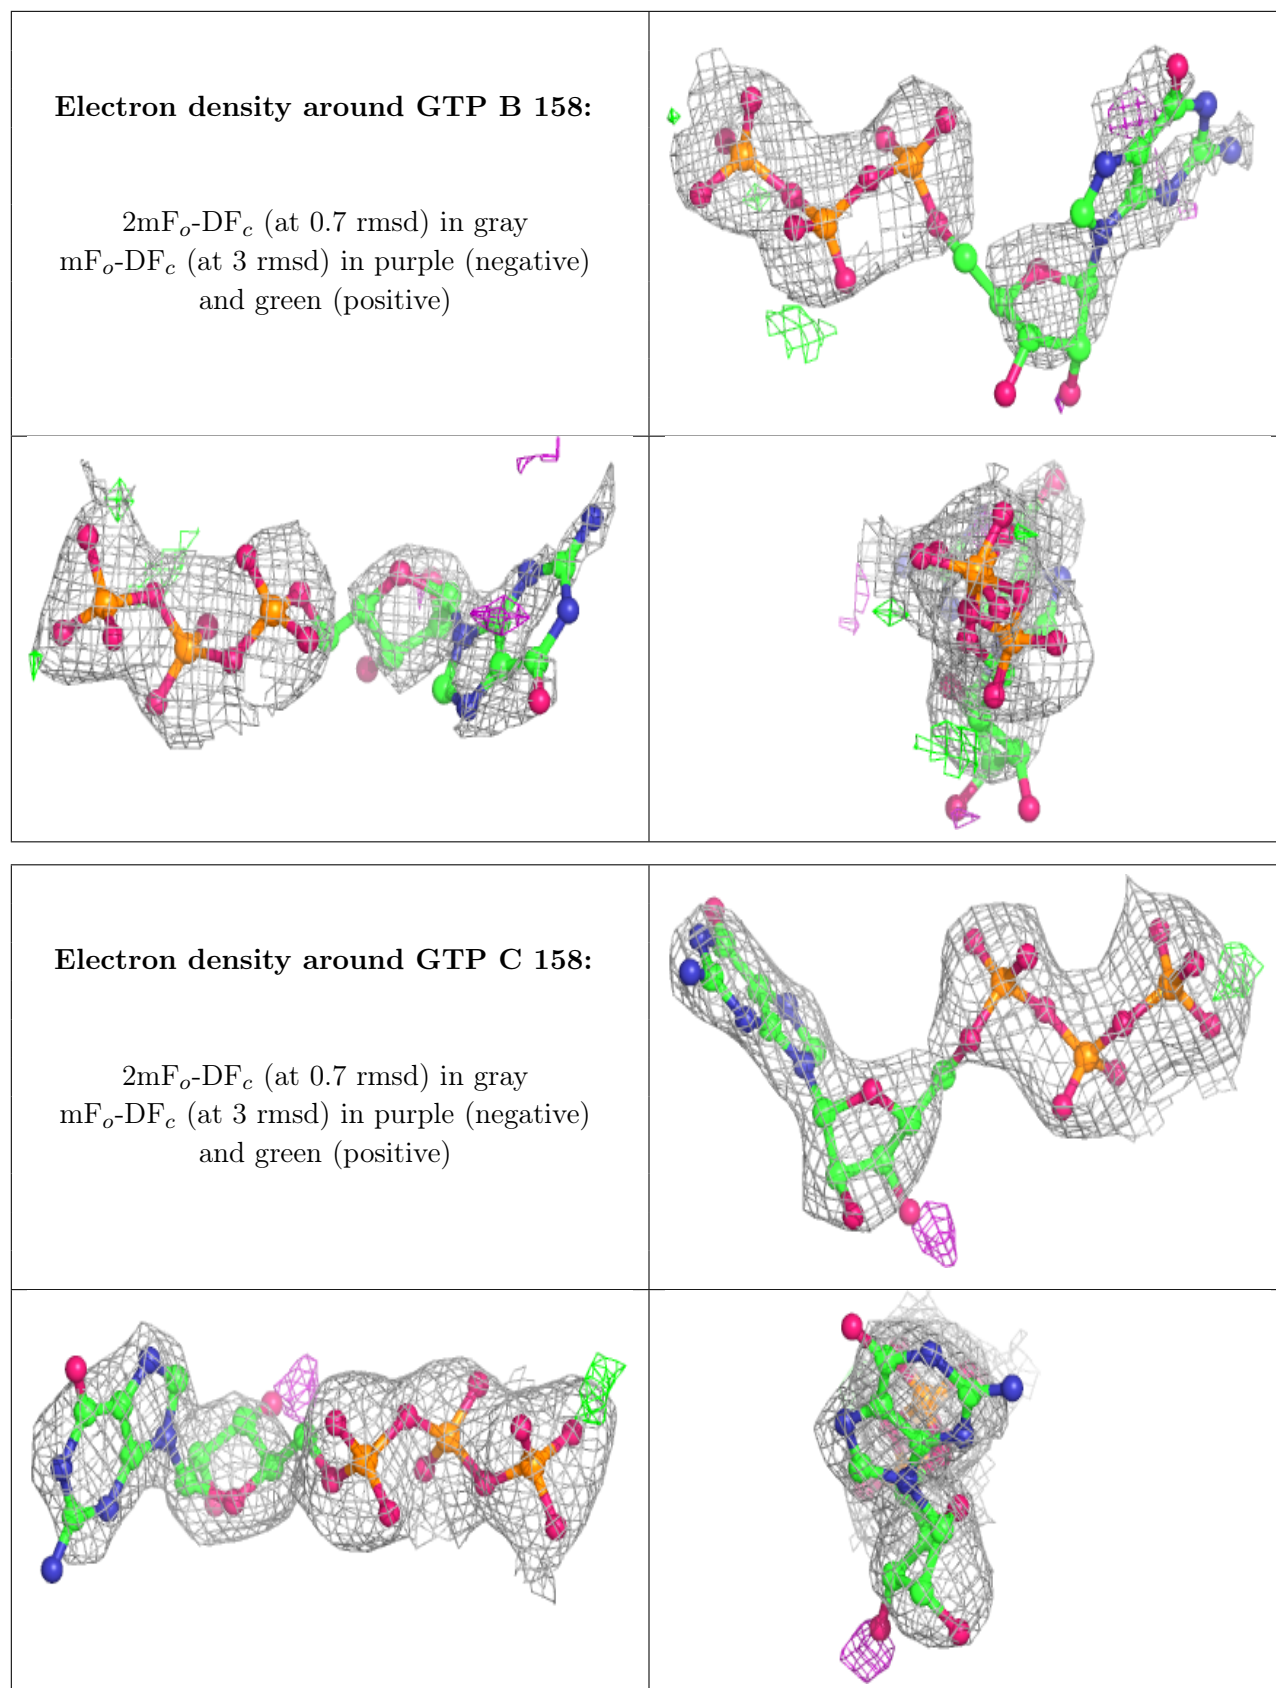 Electron density around GTP B 158:
2mFₒ-DF𝒸 (at 0.7 rmsd) in gray
mFₒ-DF𝒸 (at 3 rmsd) in purple (negative)
and green (positive)
Electron density around GTP C 158:
2mFₒ-DF𝒸 (at 0.7 rmsd) in gray
mFₒ-DF𝒸 (at 3 rmsd) in purple (negative)
and green (positive)